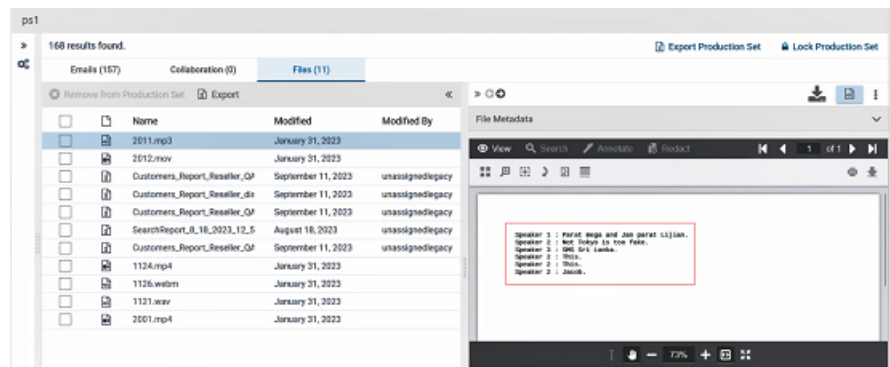 ps1
168 results found.
Export Production Set
Lock Production Set
Emails (157)
Collaboration (0)
Files (11)
Remove from Production Set
Export
Name
Modified
Modified By
2011.mp3
January 31, 2023
2012.mov
January 31, 2023
Customers_Report_Reseller_QA
September 11, 2023
unassignedlegacy
Customers_Report_Reseller_dis
September 11, 2023
unassignedlegacy
Customers_Report_Reseller_QA
September 11, 2023
unassignedlegacy
SearchReport_8_18_2023_12_5
August 18, 2023
unassignedlegacy
Customers_Report_Reseller_QA
September 11, 2023
unassignedlegacy
1124.mp4
January 31, 2023
1126.webm
January 31, 2023
1121.wav
January 31, 2023
2001.mp4
January 31, 2023
File Metadata
View
Search
Annotate
Redact
1 of 1
Speaker 1 : Parat mega and Jam parat Lijian.
Speaker 2 : Not Tokyo is too fake.
Speaker 3 : SME Sri Lanka.
Speaker 2 : This.
Speaker 2 : This.
Speaker 2 : Jacob.
73%